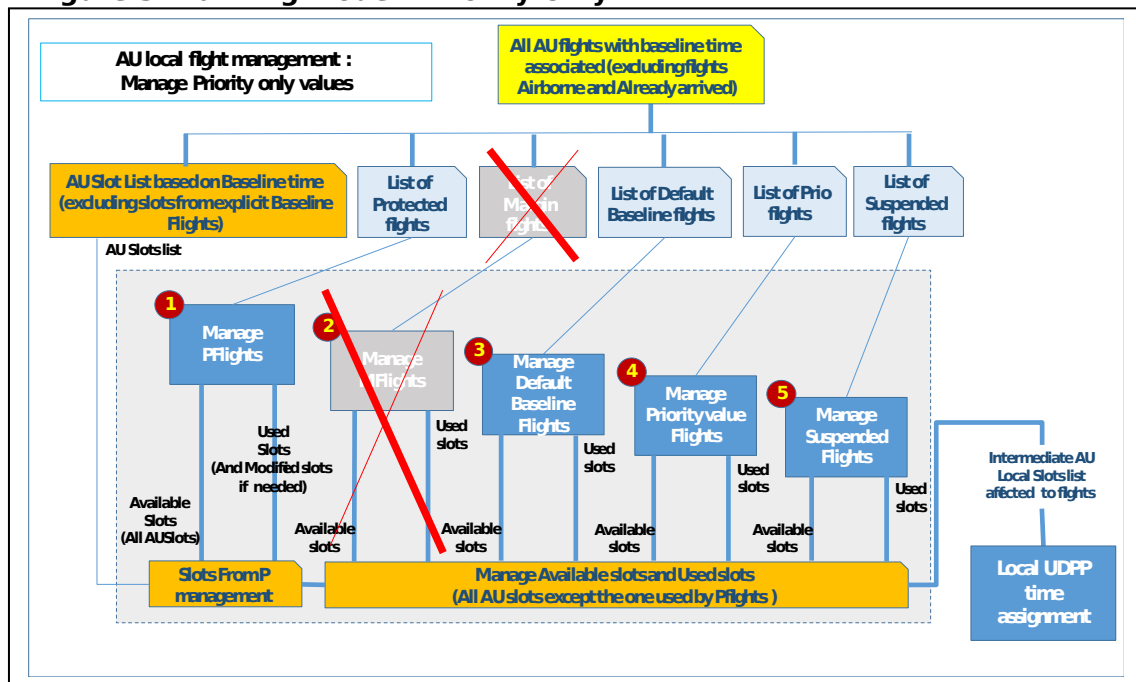 AU local flight management :
Manage Priority only values
All AU flights with baseline time
associated (excluding flights
Airborne and Already arrived)
AU Slot List based on Baseline time
(excluding slots from explicit Baseline
Flights)
List of
Protected
flights
List of
Margin
flights
List of Default
Baseline flights
List of Prio
flights
List of
Suspended
flights
AU Slots list
1
Manage
PFlights
2
Manage
MFlights
3
Manage
Default
Baseline
Flights
4
Manage
Priority value
Flights
5
Manage
Suspended
Flights
Used
Slots
(And Modified slots
if needed)
Available
Slots
(All AU Slots)
Used
slots
Available
slots
Used
slots
Available
slots
Used
slots
Available
slots
Used
slots
Available
slots
Intermediate AU
Local Slots list
affected to flights
Slots From P
management
Manage Available slots and Used slots
(All AU slots except the one used by Pflights )
Local UDPP
time
assignment